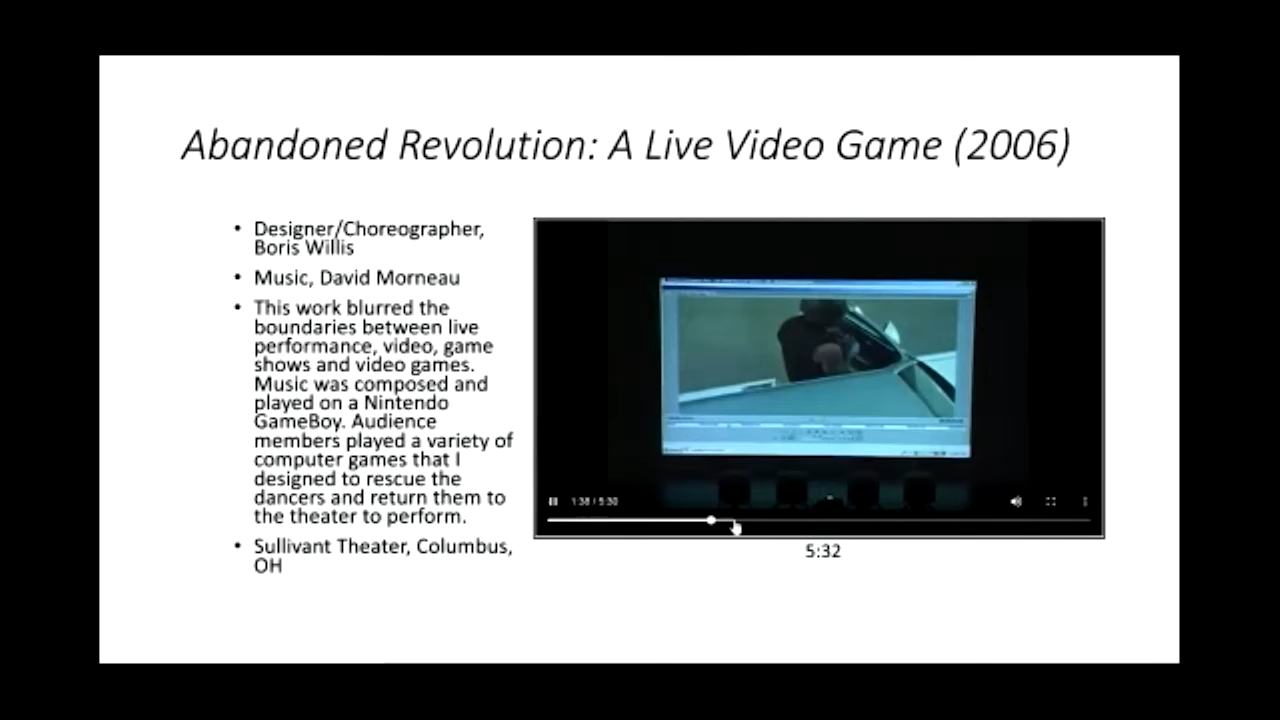 Abandoned Revolution: A Live Video Game (2006)
• Designer/Choreographer,
Boris Willis
• Music, David Morneau
• This work blurred the
boundaries between live
performance, video, game
shows and video games.
Music was composed and
played on a Nintendo
GameBoy. Audience
members played a variety of
computer games that I
designed to rescue the
dancers and return them to
the theater to perform.
• Sullivant Theater, Columbus,
OH
1:38 / 5:30
5:32